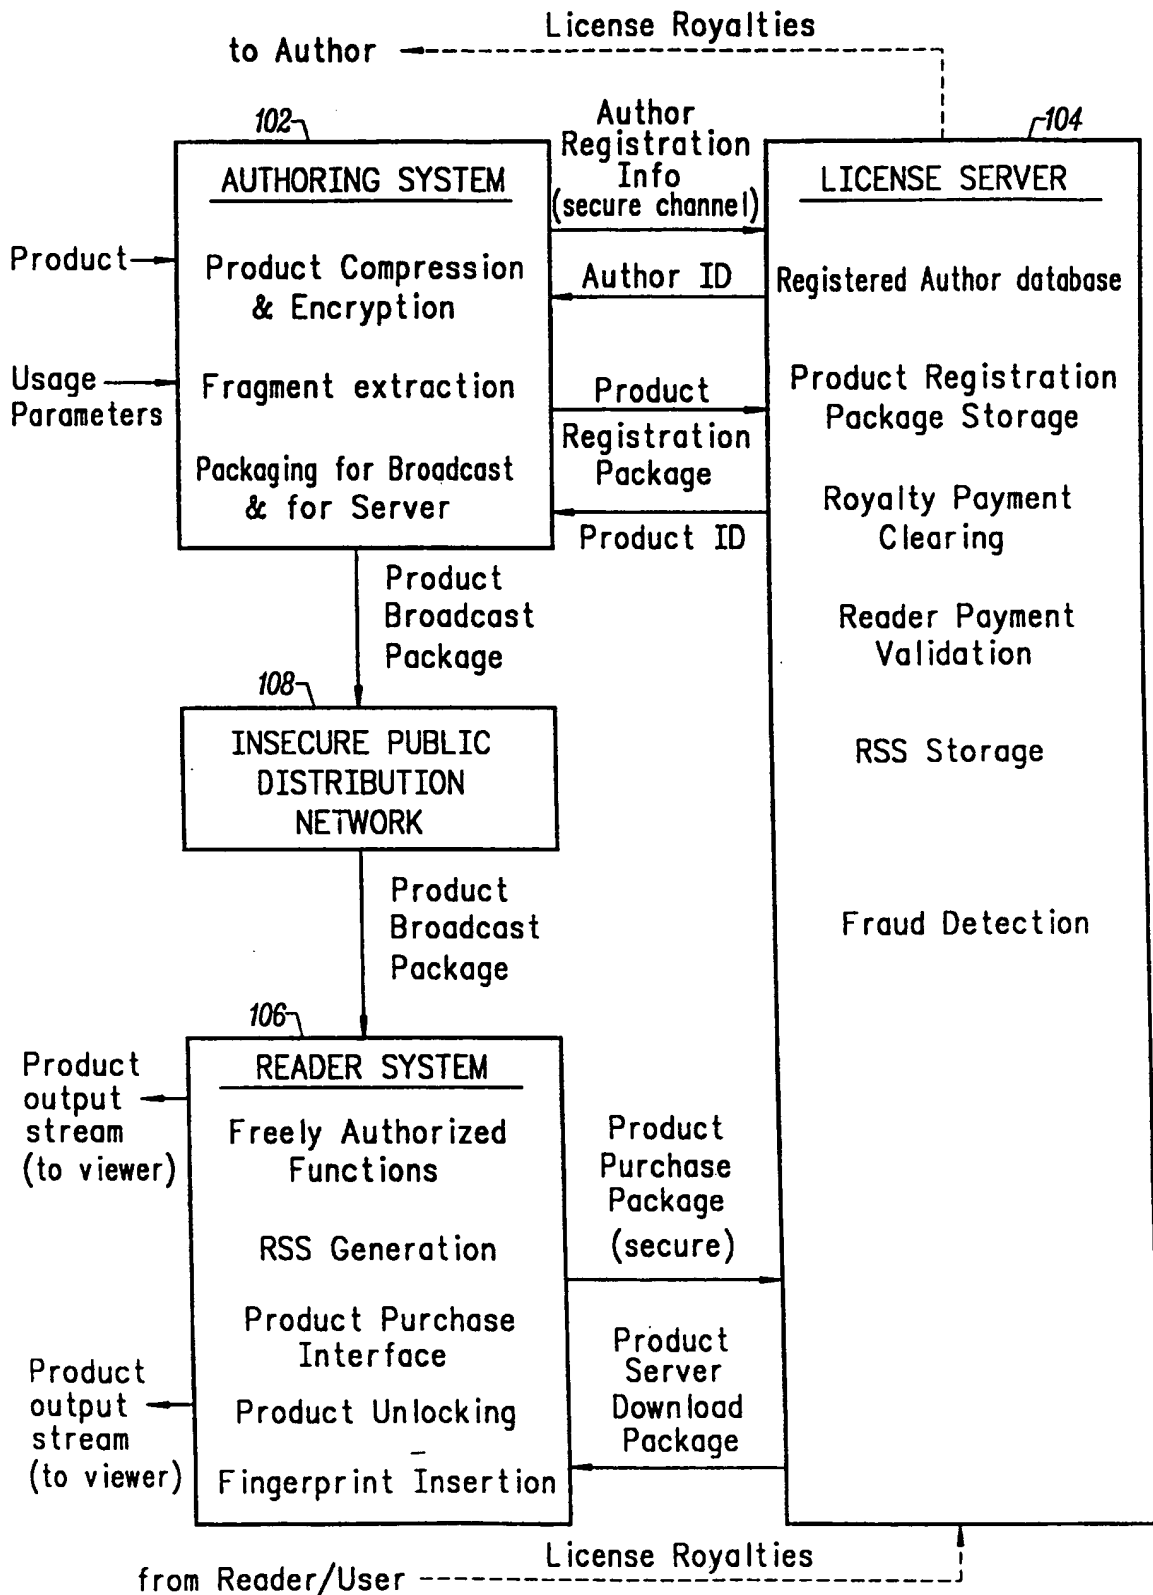 License Royalties
to Author
102
AUTHORING SYSTEM
Product Compression
& Encryption
Fragment extraction
Packaging for Broadcast
& for Server
Product
Usage
Parameters
Author
Registration
Info
(secure channel)
Author ID
Product
Registration
Package
Product ID
104
LICENSE SERVER
Registered Author database
Product Registration
Package Storage
Royalty Payment
Clearing
Reader Payment
Validation
RSS Storage
Fraud Detection
Product
Broadcast
Package
108
INSECURE PUBLIC
DISTRIBUTION
NETWORK
Product
Broadcast
Package
106
READER SYSTEM
Freely Authorized
Functions
RSS Generation
Product Purchase
Interface
Product Unlocking
Fingerprint Insertion
Product
output
stream
(to viewer)
Product
output
stream
(to viewer)
Product
Purchase
Package
(secure)
Product
Server
Download
Package
License Royalties
from Reader/User